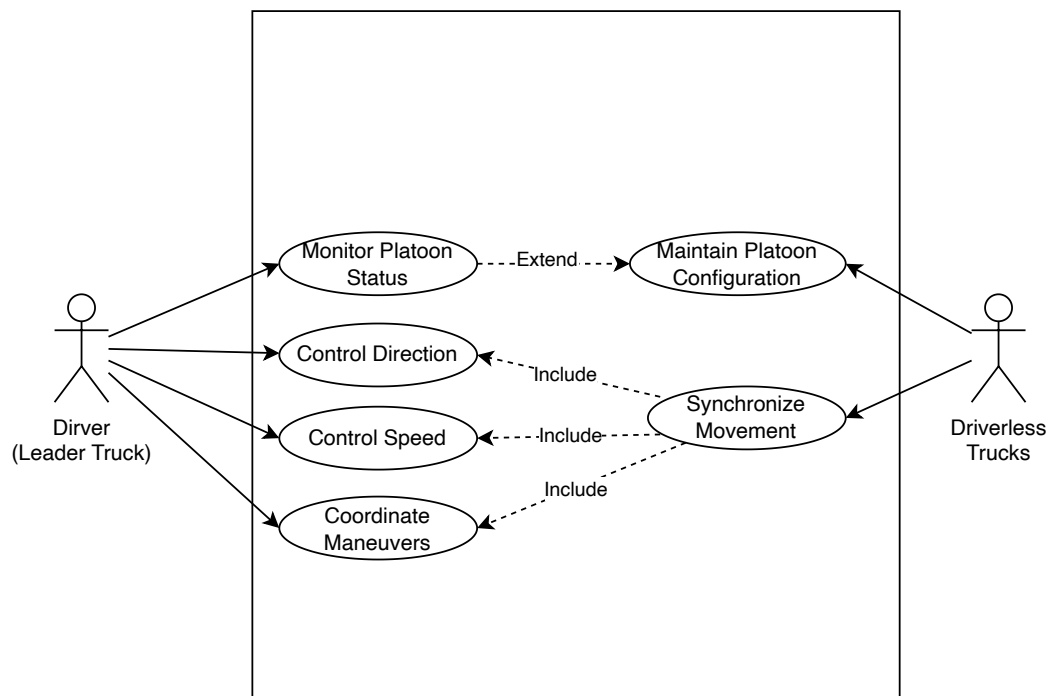 Monitor Platoon
Status
Extend
Maintain Platoon
Configuration
Control Direction
Include
Synchronize
Movement
Control Speed
Include
Include
Coordinate
Maneuvers
Dirver
(Leader Truck)
Driverless
Trucks